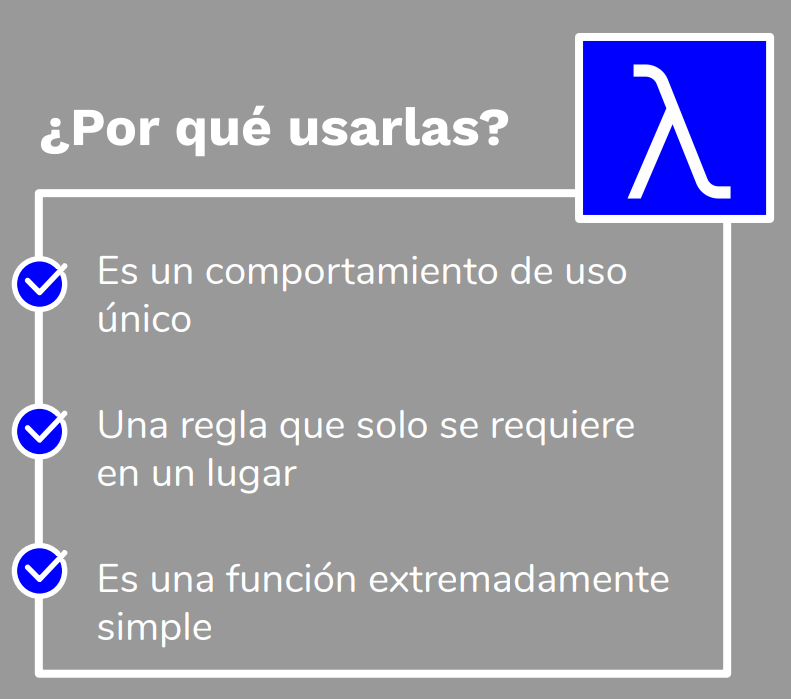 ¿Por qué usarlas?
λ
Es un comportamiento de uso
único
Una regla que solo se requiere
en un lugar
Es una función extremadamente
simple